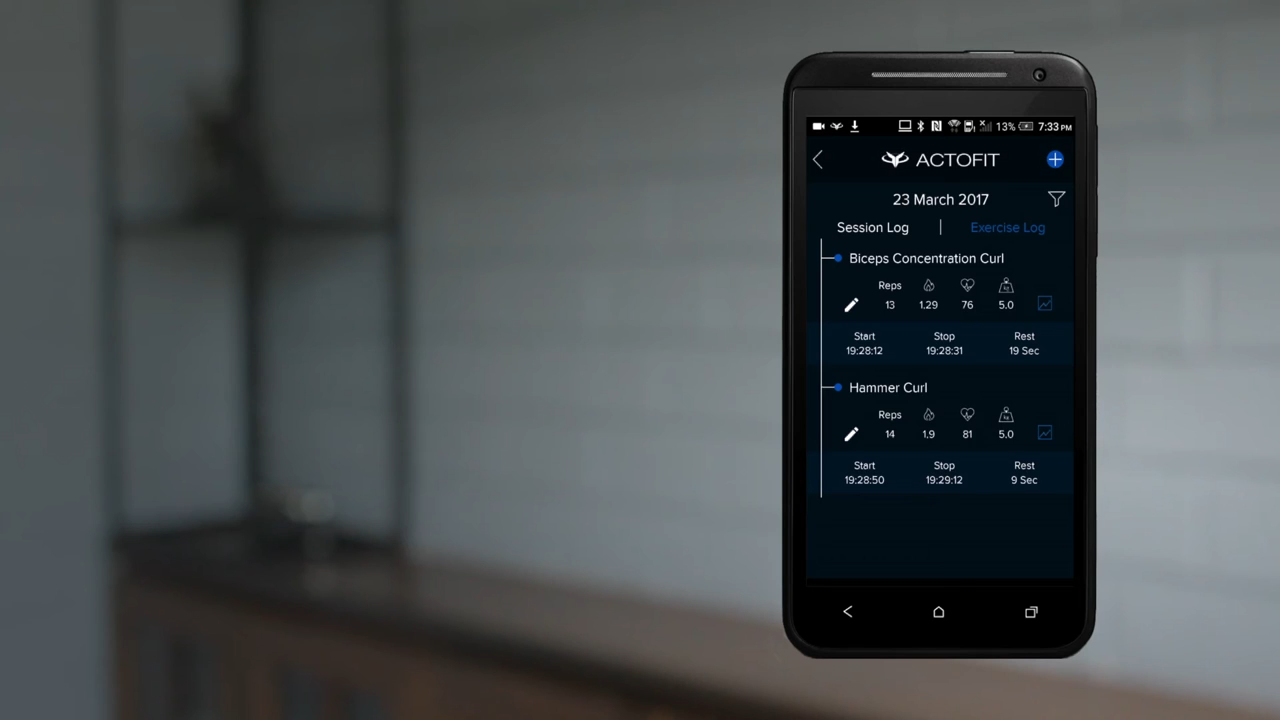 13% 7:33 PM
ACTOFIT
23 March 2017
Session Log | Exercise Log
Biceps Concentration Curl
Reps
13 1.29 76 5.0
Start Stop Rest
19:28:12 19:28:31 19 Sec
Hammer Curl
Reps
14 1.9 81 5.0
Start Stop Rest
19:28:50 19:29:12 9 Sec